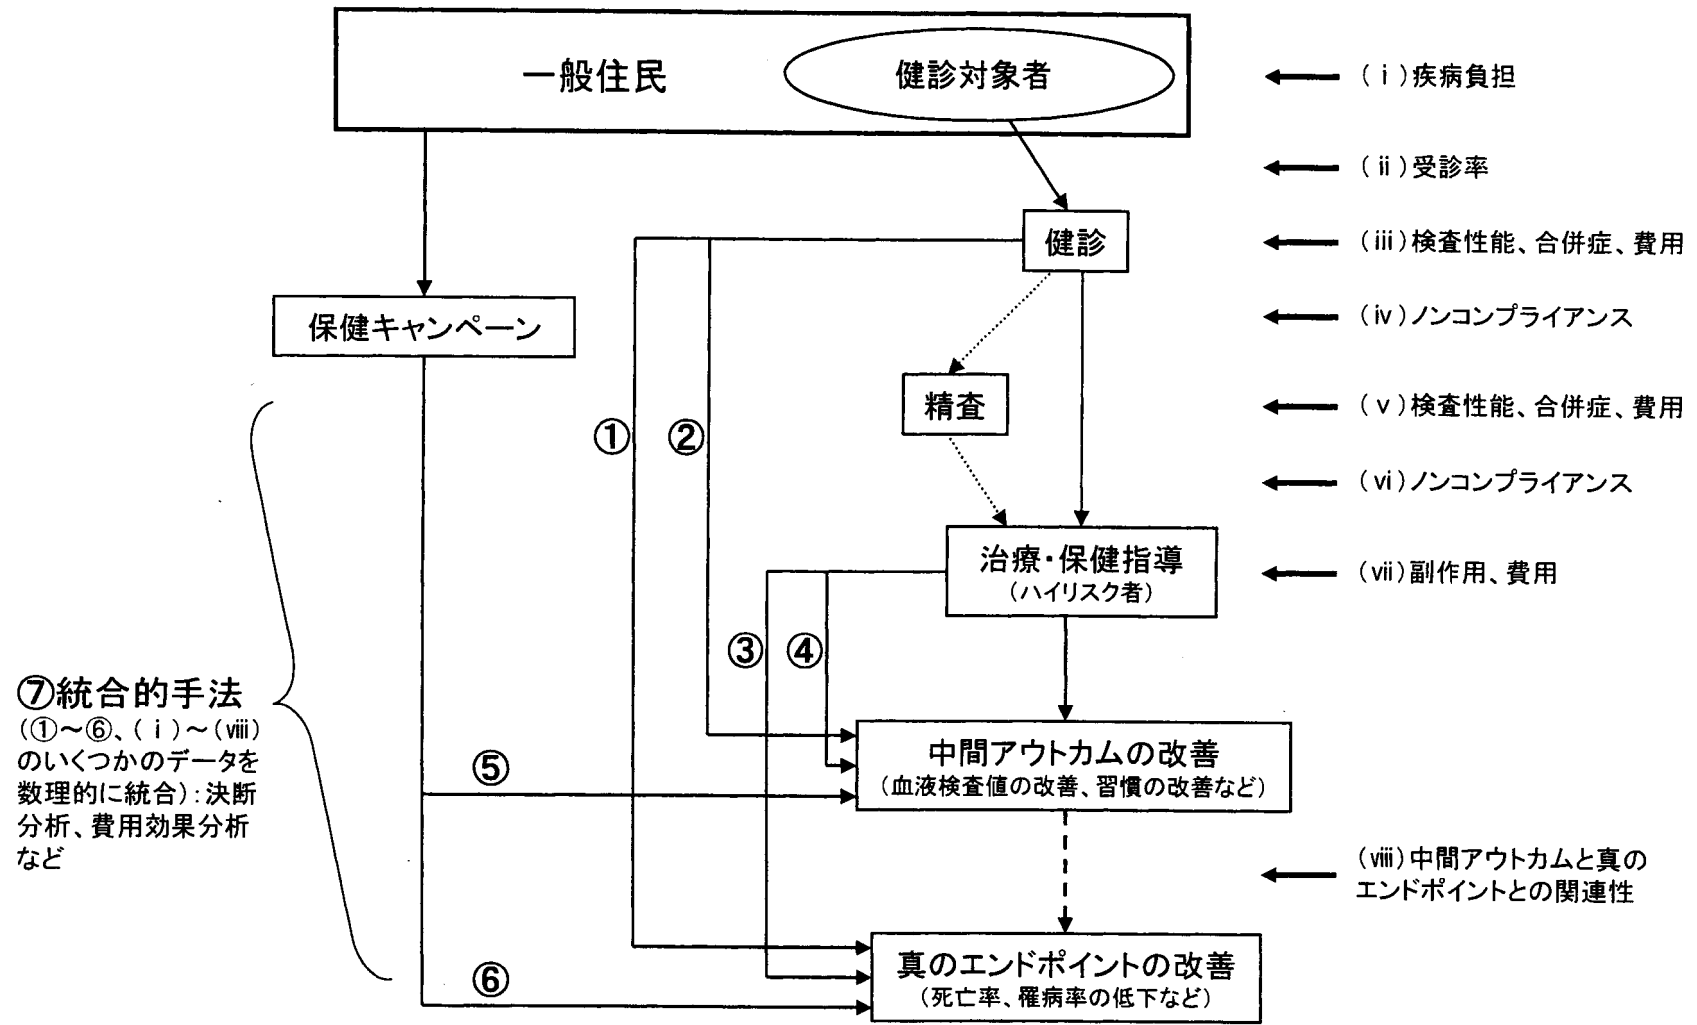 一般住民
健診対象者
(ⅰ)疾病負担
(ⅱ)受診率
健診
(ⅲ)検査性能、合併症、費用
保健キャンペーン
(ⅳ)ノンコンプライアンス
精査
(ⅴ)検査性能、合併症、費用
①
②
(ⅵ)ノンコンプライアンス
治療・保健指導
(ハイリスク者)
(ⅶ)副作用、費用
③
④
⑦統合的手法
(①～⑥、(ⅰ)～(ⅷ)
のいくつかのデータを
数理的に統合):決断
分析、費用効果分析
など
中間アウトカムの改善
(血液検査値の改善、習慣の改善など)
⑤
(ⅷ)中間アウトカムと真の
エンドポイントとの関連性
真のエンドポイントの改善
(死亡率、罹病率の低下など)
⑥